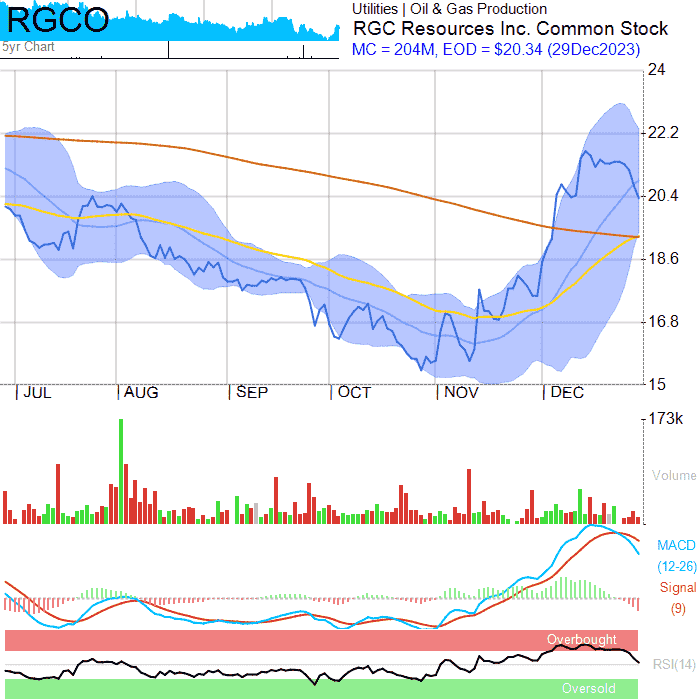 RGCO
5yr Chart
Utilities | Oil & Gas Production
RGC Resources Inc. Common Stock
MC = 204M, EOD = $20.34 (29Dec2023)
24
22.2
20.4
18.6
16.8
15
JUL AUG SEP OCT NOV DEC
173k
Volume
MACD
(12-26)
Signal
(9)
Overbought
RSI(14)
Oversold